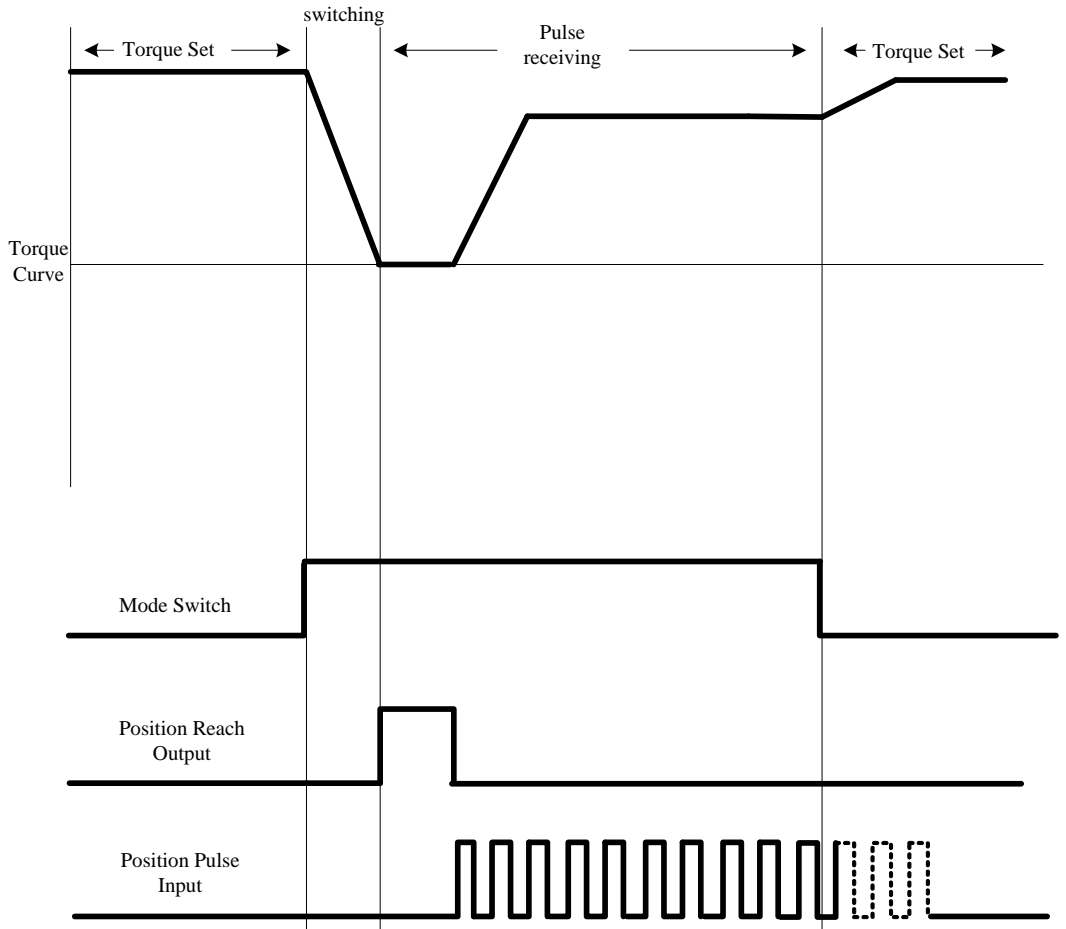 switching
Torque Set
Pulse
receiving
Torque Set
Torque
Curve
Mode Switch
Position Reach
Output
Position Pulse
Input